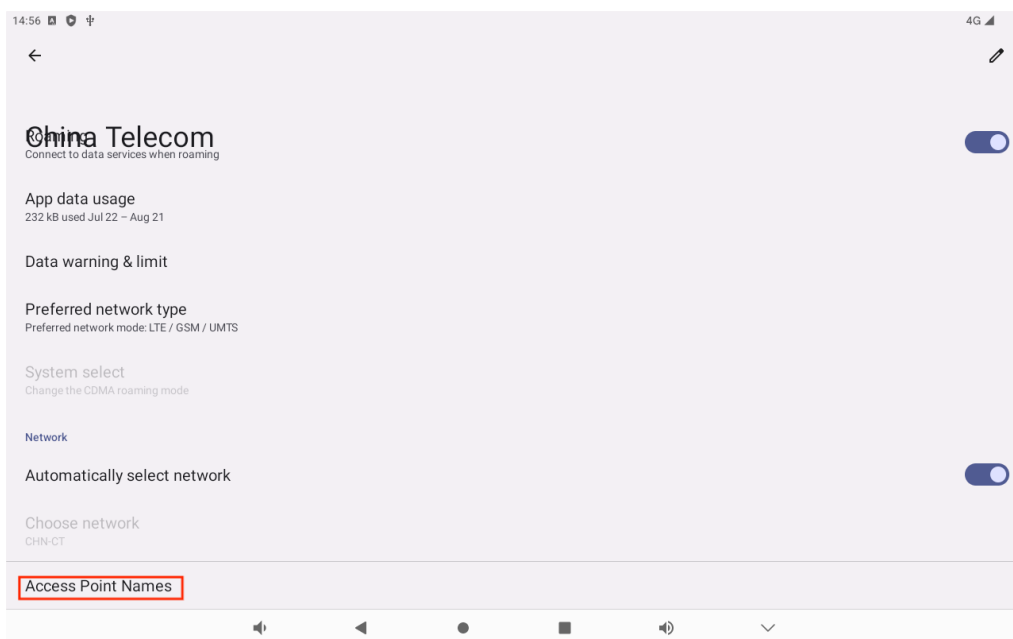 14:56
4G
China Telecom
Roaming
Connect to data services when roaming
App data usage
232 kB used Jul 22 – Aug 21
Data warning & limit
Preferred network type
Preferred network mode: LTE / GSM / UMTS
System select
Change the CDMA roaming mode
Network
Automatically select network
Choose network
CHN-CT
Access Point Names